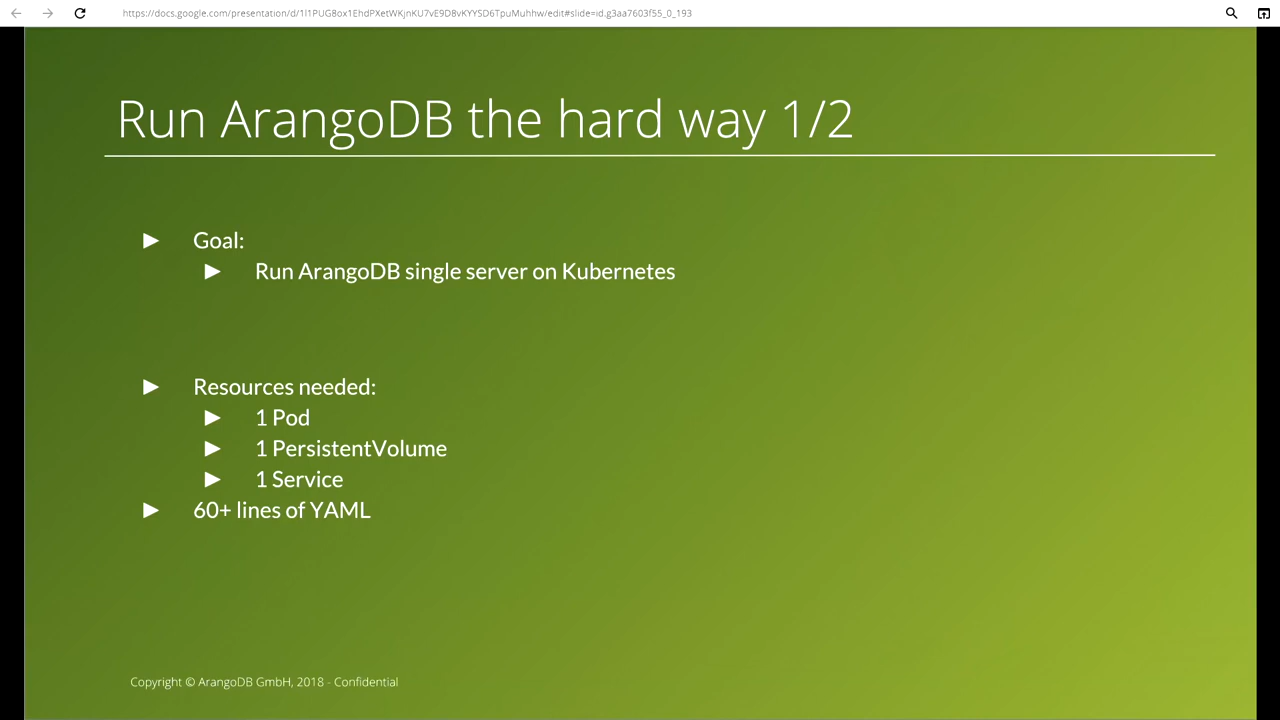 https://docs.google.com/presentation/d/1l1PUG8ox1EhdPXetWKjnKU7vE9D8vKYYSD6TpuMuhhw/edit#slide=id.g3aa7603f55_0_193
Run ArangoDB the hard way 1/2
► Goal:
► Run ArangoDB single server on Kubernetes
► Resources needed:
► 1 Pod
► 1 PersistentVolume
► 1 Service
► 60+ lines of YAML
Copyright © ArangoDB GmbH, 2018 - Confidential